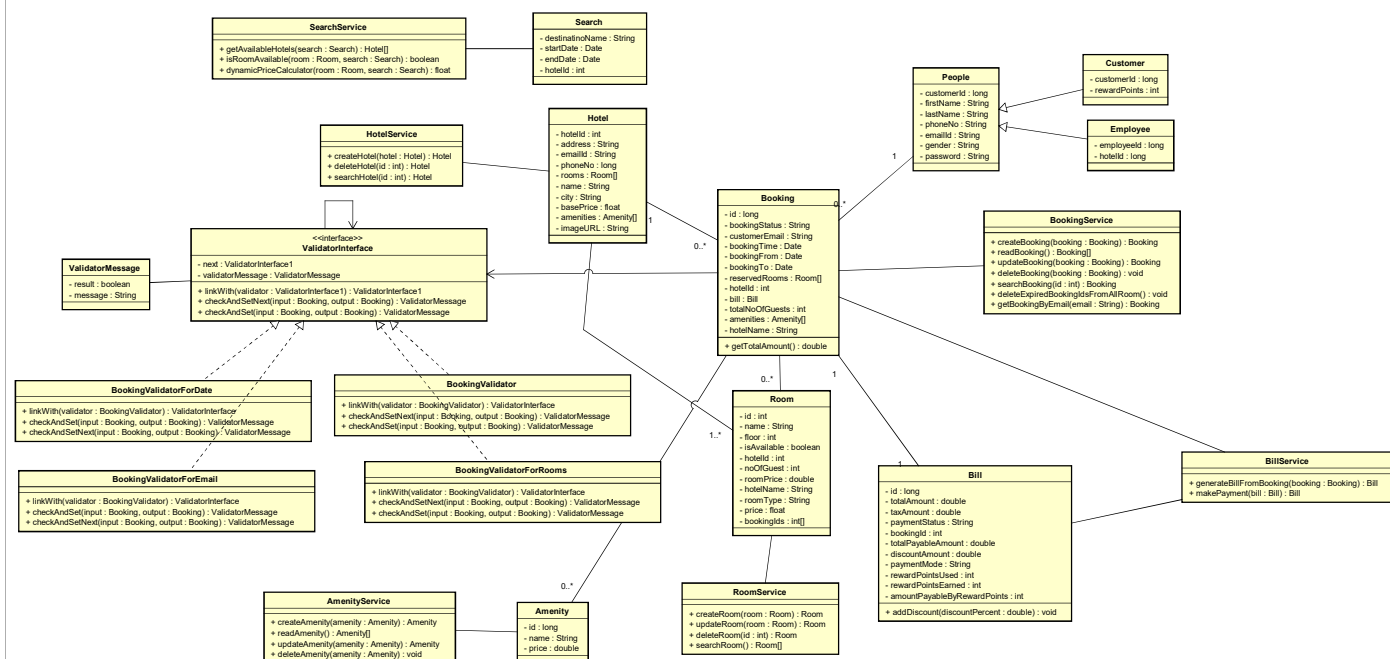 SearchService
+ getAvailableHotels(search : Search) : Hotel[]
+ isRoomAvailable(room : Room, search : Search) : boolean
+ dynamicPriceCalculator(room : Room, search : Search) : float
Search
- destinatinoName : String
- startDate : Date
- endDate : Date
- hotelId : int
People
- customerId : long
- firstName : String
- lastName : String
- phoneNo : String
- emailId : String
- gender : String
- password : String
Customer
- customerId : long
- rewardPoints : int
Employee
- employeeId : long
- hotelId : long
HotelService
+ createHotel(hotel : Hotel) : Hotel
+ deleteHotel(id : int) : Hotel
+ searchHotel(id : int) : Hotel
Hotel
- hotelId : int
- address : String
- emailId : String
- phoneNo : long
- rooms : Room[]
- name : String
- city : String
- basePrice : float
- amenities : Amenity[]
- imageURL : String
1
0..*
1
0..*
Booking
- id : long
- bookingStatus : String
- customerEmail : String
- bookingTime : Date
- bookingFrom : Date
- bookingTo : Date
- reservedRooms : Room[]
- hotelId : int
- bill : Bill
- totalNoOfGuests : int
- amenities : Amenity[]
- hotelName : String
+ getTotalAmount() : double
BookingService
+ createBooking(booking : Booking) : Booking
+ readBooking() : Booking[]
+ updateBooking(booking : Booking) : Booking
+ deleteBooking(booking : Booking) : void
+ searchBooking(id : int) : Booking
+ deleteExpiredBookingIdsFromAllRoom() : void
+ getBookingByEmail(email : String) : Booking
<<interface>>
ValidatorInterface
- next : ValidatorInterface1
- validatorMessage : ValidatorMessage
+ linkWith(validator : ValidatorInterface1) : ValidatorInterface1
+ checkAndSetNext(input : Booking, output : Booking) : ValidatorMessage
+ checkAndSet(input : Booking, output : Booking) : ValidatorMessage
ValidatorMessage
- result : boolean
- message : String
BookingValidatorForDate
+ linkWith(validator : BookingValidator) : ValidatorInterface
+ checkAndSet(input : Booking, output : Booking) : ValidatorMessage
+ checkAndSetNext(input : Booking, output : Booking) : ValidatorMessage
BookingValidator
+ linkWith(validator : BookingValidator) : ValidatorInterface
+ checkAndSetNext(input : Booking, output : Booking) : ValidatorMessage
+ checkAndSet(input : Booking, output : Booking) : ValidatorMessage
BookingValidatorForEmail
+ linkWith(validator : BookingValidator) : ValidatorInterface
+ checkAndSet(input : Booking, output : Booking) : ValidatorMessage
+ checkAndSetNext(input : Booking, output : Booking) : ValidatorMessage
BookingValidatorForRooms
+ linkWith(validator : BookingValidator) : ValidatorInterface
+ checkAndSetNext(input : Booking, output : Booking) : ValidatorMessage
+ checkAndSet(input : Booking, output : Booking) : ValidatorMessage
0..*
1
1..*
1
0..*
Room
- id : int
- name : String
- floor : int
- isAvailable : boolean
- hotelId : int
- noOfGuest : int
- roomPrice : double
- hotelName : String
- roomType : String
- price : float
- bookingIds : int[]
Bill
- id : long
- totalAmount : double
- taxAmount : double
- paymentStatus : String
- bookingId : int
- totalPayableAmount : double
- discountAmount : double
- paymentMode : String
- rewardPointsUsed : int
- rewardPointsEarned : int
- amountPayableByRewardPoints : int
+ addDiscount(discountPercent : double) : void
BillService
+ generateBillFromBooking(booking : Booking) : Bill
+ makePayment(bill : Bill) : Bill
AmenityService
+ createAmenity(amenity : Amenity) : Amenity
+ readAmenity() : Amenity[]
+ updateAmenity(amenity : Amenity) : Amenity
+ deleteAmenity(amenity : Amenity) : void
Amenity
- id : long
- name : String
- price : double
RoomService
+ createRoom(room : Room) : Room
+ updateRoom(room : Room) : Room
+ deleteRoom(id : int) : Room
+ searchRoom() : Room[]